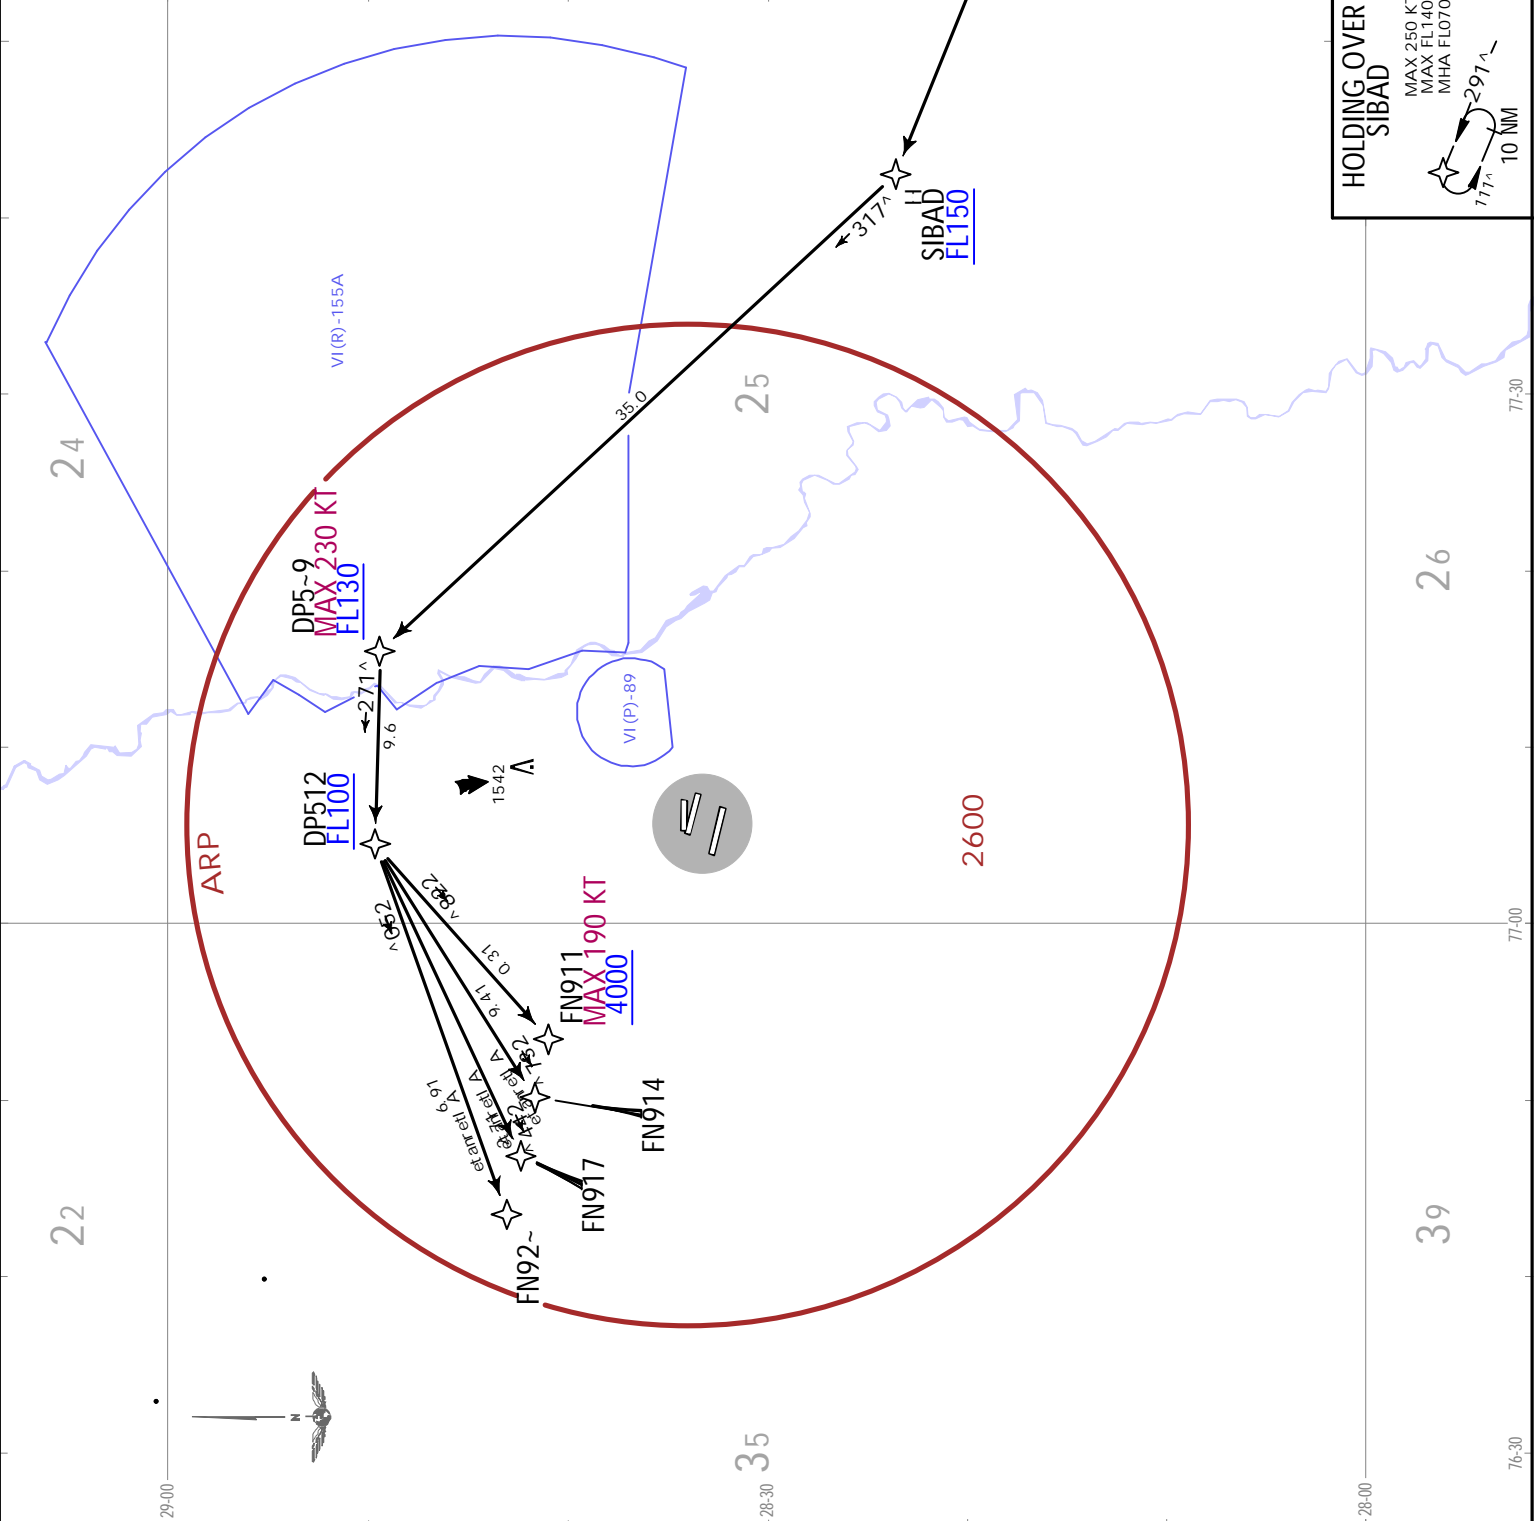 HOLDING OVER
SIBAD
MAX 250 KT
MAX FL140
MHA FL070
291^
111^
10 NM
SIBAD
H
FL150
317^
35.0
VI(R)-155A
24
25
26
22
39
35
DP5~9
MAX 230 KT
FL130
271^
9.6
DP512
FL100
VI(P)-89
1542
ARP
2600
FN911
MAX 190 KT
4000
FN914
FN917
FN92~
N
29-00
28-30
28-00
77-30
77-00
76-30